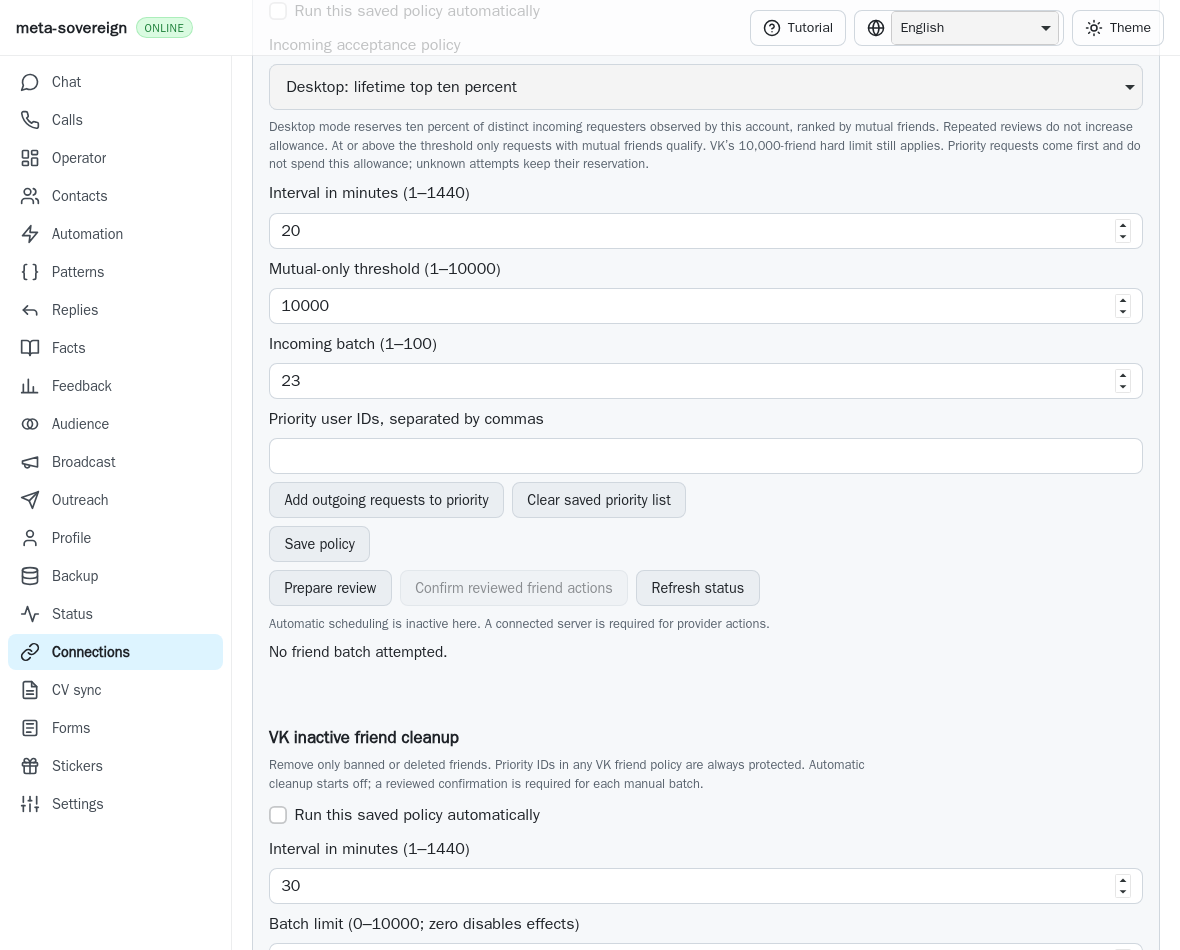 meta-sovereign
ONLINE
Run this saved policy automatically
Tutorial
English
Theme
Incoming acceptance policy
Chat
Calls
Operator
Contacts
Automation
Patterns
Replies
Facts
Feedback
Audience
Broadcast
Outreach
Profile
Backup
Status
Connections
CV sync
Forms
Stickers
Settings
Desktop: lifetime top ten percent
Desktop mode reserves ten percent of distinct incoming requesters observed by this account, ranked by mutual friends. Repeated reviews do not increase
allowance. At or above the threshold only requests with mutual friends qualify. VK's 10,000-friend hard limit still applies. Priority requests come first and do
not spend this allowance; unknown attempts keep their reservation.
Interval in minutes (1–1440)
20
Mutual-only threshold (1–10000)
10000
Incoming batch (1–100)
23
Priority user IDs, separated by commas
Add outgoing requests to priority
Clear saved priority list
Save policy
Prepare review
Confirm reviewed friend actions
Refresh status
Automatic scheduling is inactive here. A connected server is required for provider actions.
No friend batch attempted.
VK inactive friend cleanup
Remove only banned or deleted friends. Priority IDs in any VK friend policy are always protected. Automatic
cleanup starts off; a reviewed confirmation is required for each manual batch.
Run this saved policy automatically
Interval in minutes (1–1440)
30
Batch limit (0–10000; zero disables effects)